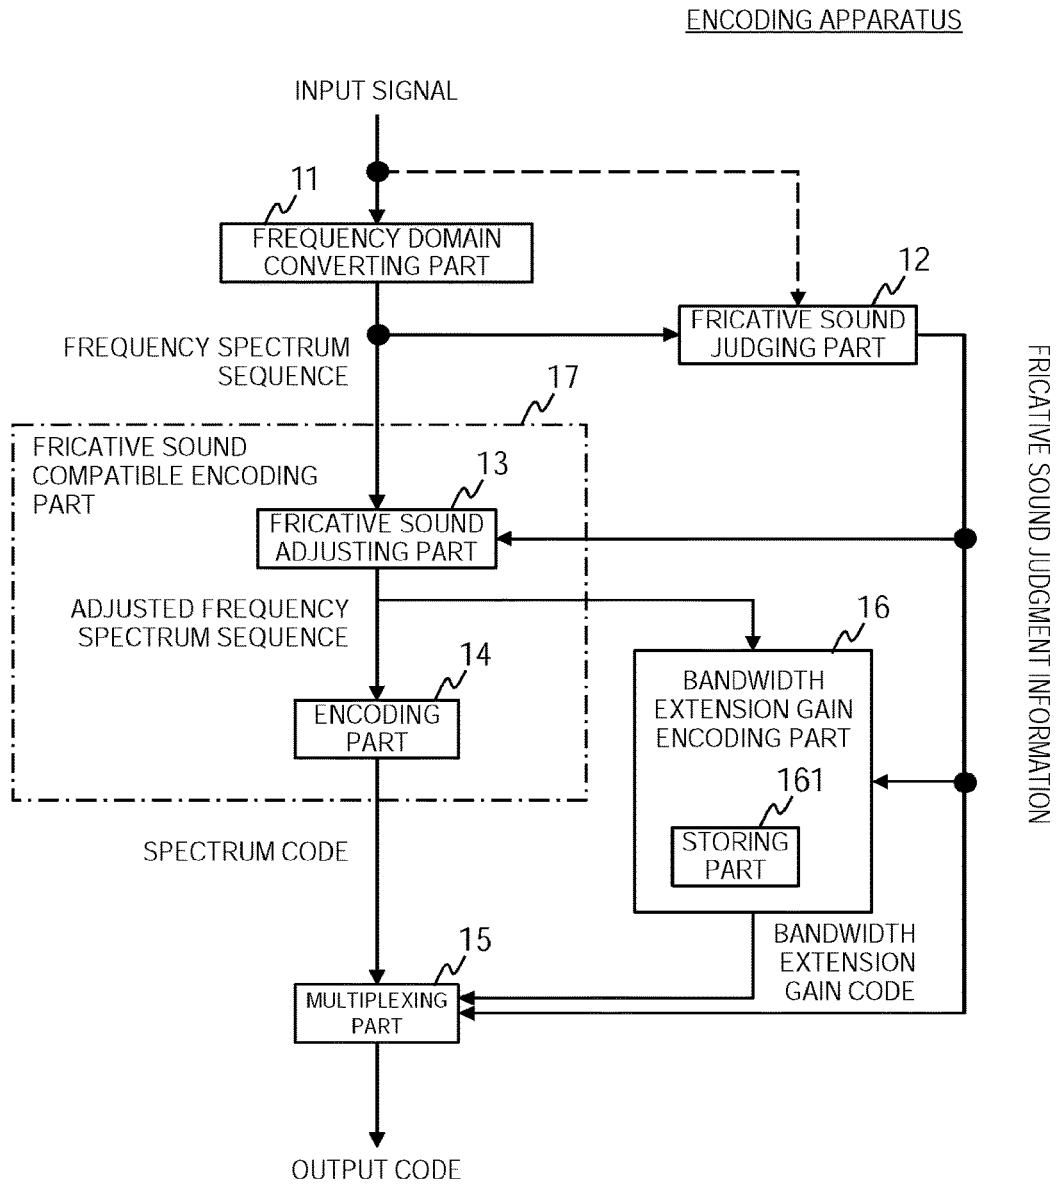 ENCODING APPARATUS
INPUT SIGNAL
11
FREQUENCY DOMAIN
CONVERTING PART
12
FRICATIVE SOUND
JUDGING PART
FREQUENCY SPECTRUM
SEQUENCE
FRICATIVE SOUND JUDGMENT INFORMATION
17
FRICATIVE SOUND
COMPATIBLE ENCODING
PART
13
FRICATIVE SOUND
ADJUSTING PART
ADJUSTED FREQUENCY
SPECTRUM SEQUENCE
16
14
ENCODING
PART
BANDWIDTH
EXTENSION GAIN
ENCODING PART
161
STORING
PART
SPECTRUM CODE
15
MULTIPLEXING
PART
BANDWIDTH
EXTENSION
GAIN CODE
OUTPUT CODE